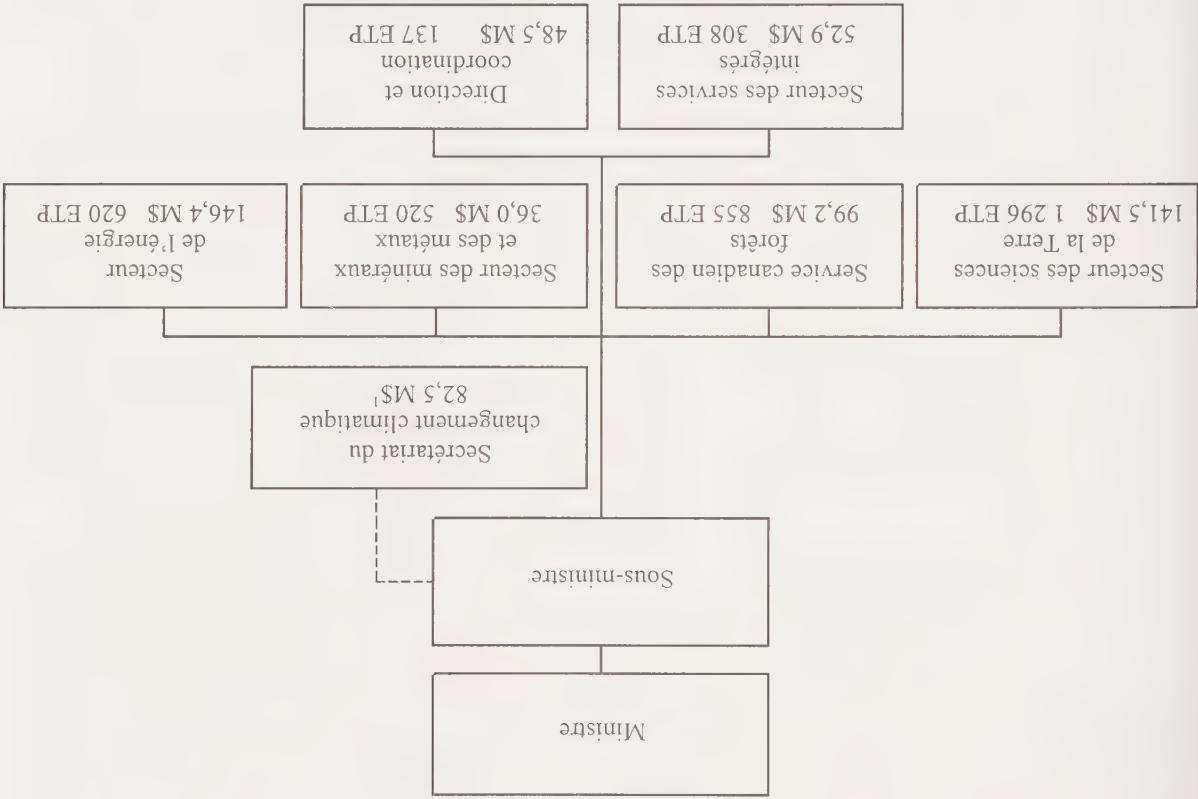 Ministre
Sous-ministre
Secrétariat du
changement climatique
82,5 M$¹
Secteur des sciences
de la Terre
141,5 M$ 1 296 ETP
Service canadien des
forêts
99,2 M$ 855 ETP
Secteur des minéraux
et des métaux
36,0 M$ 520 ETP
Secteur
de l'énergie
146,4 M$ 620 ETP
Secteur des services
intégrés
52,9 M$ 308 ETP
Direction et
coordination
48,5 M$ 137 ETP